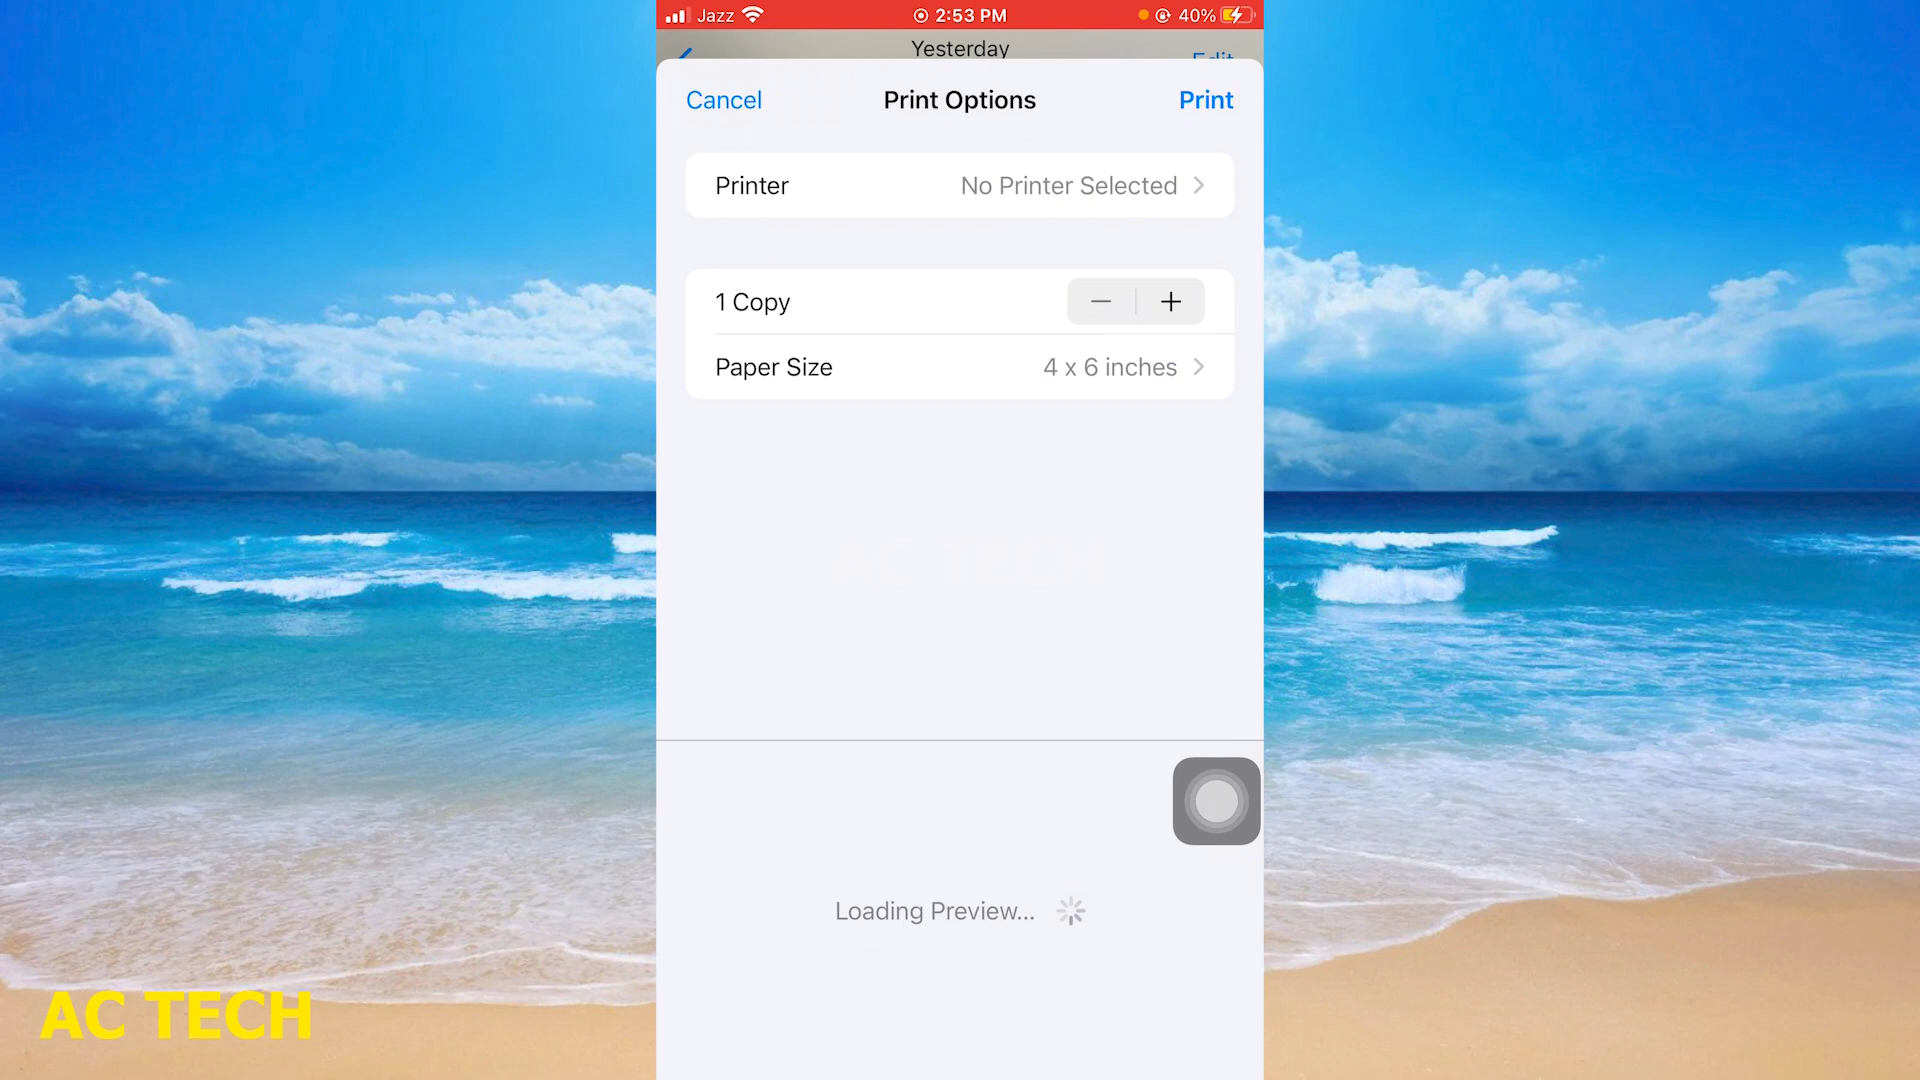 Jazz 2:53 PM 40%
Yesterday
Edit
Cancel Print Options Print
Printer No Printer Selected
1 Copy
Paper Size 4 x 6 inches
Loading Preview...
AC TECH